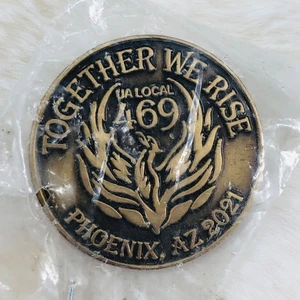 TOGETHER WE RISE
UA LOCAL
469
PHOENIX, AZ 2021